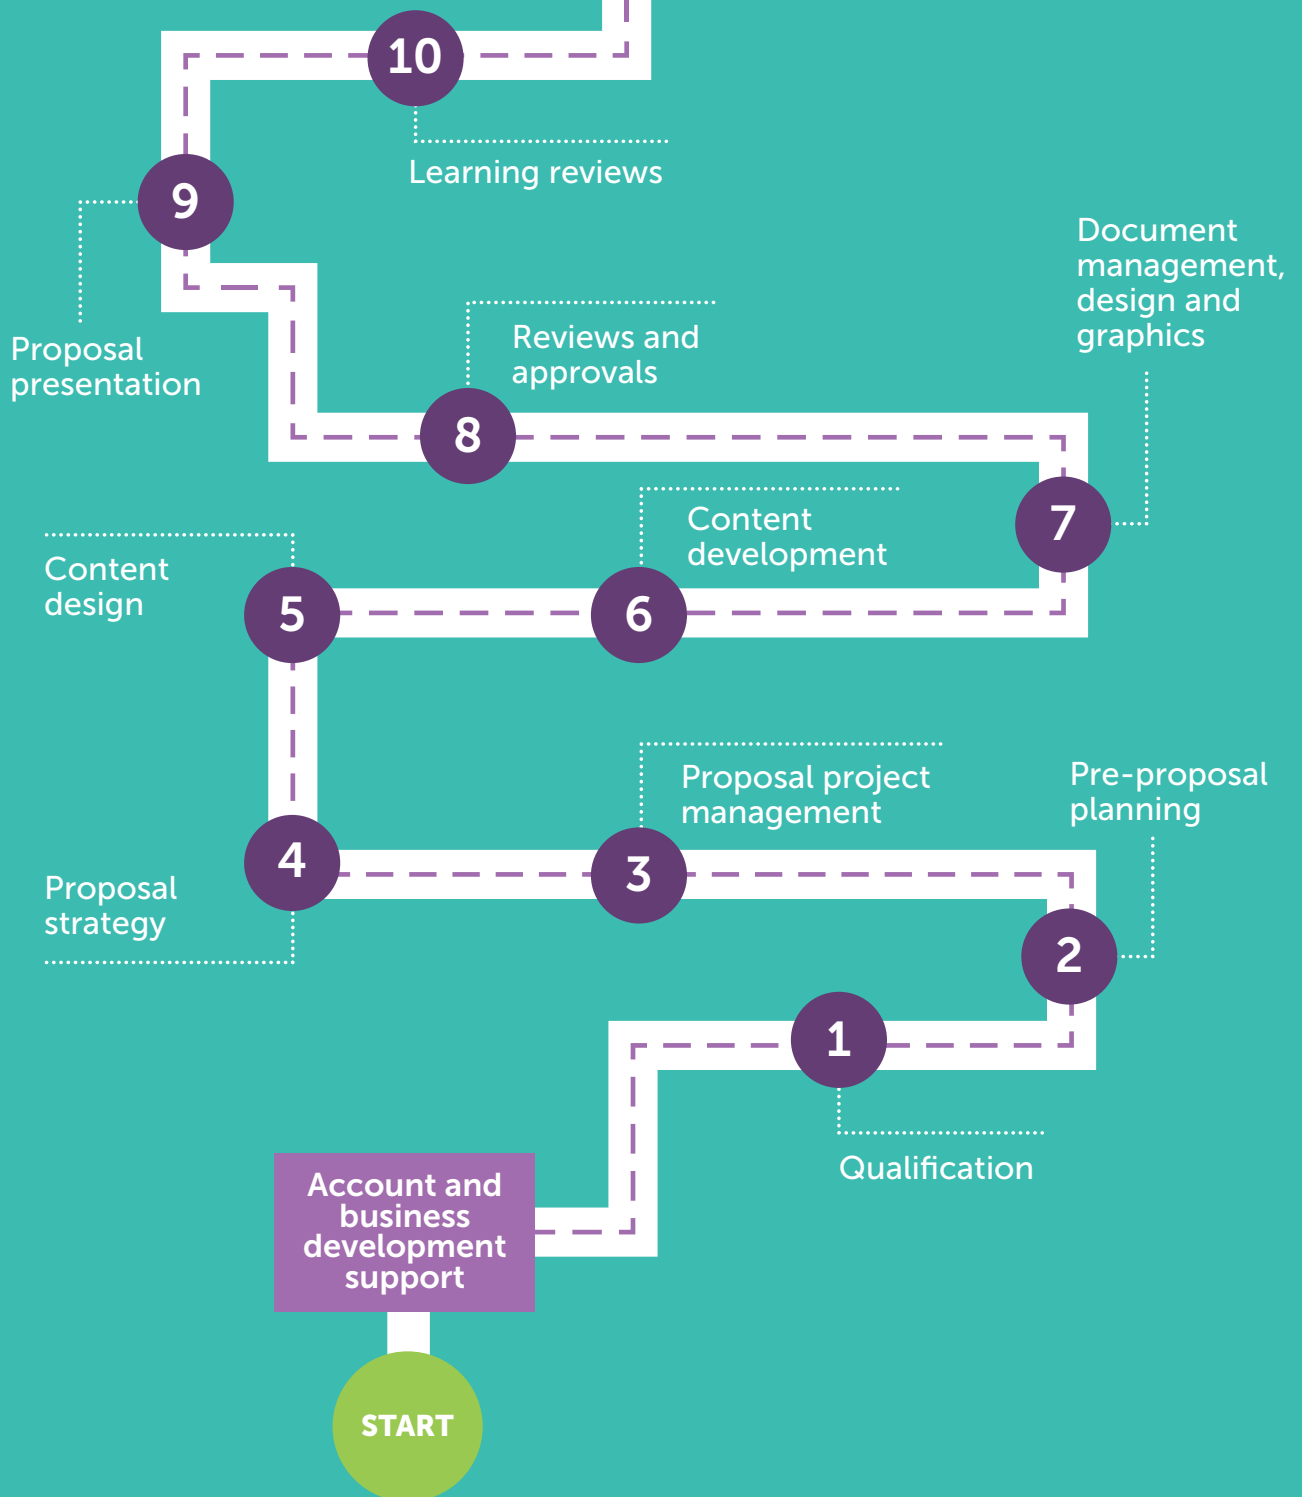 10
Learning reviews
9
Proposal
presentation
Document
management,
design and
graphics
Reviews and
approvals
8
7
Content
development
Content
design
5
6
Proposal project
management
Pre-proposal
planning
4
3
Proposal
strategy
2
1
Qualification
Account and
business
development
support
START